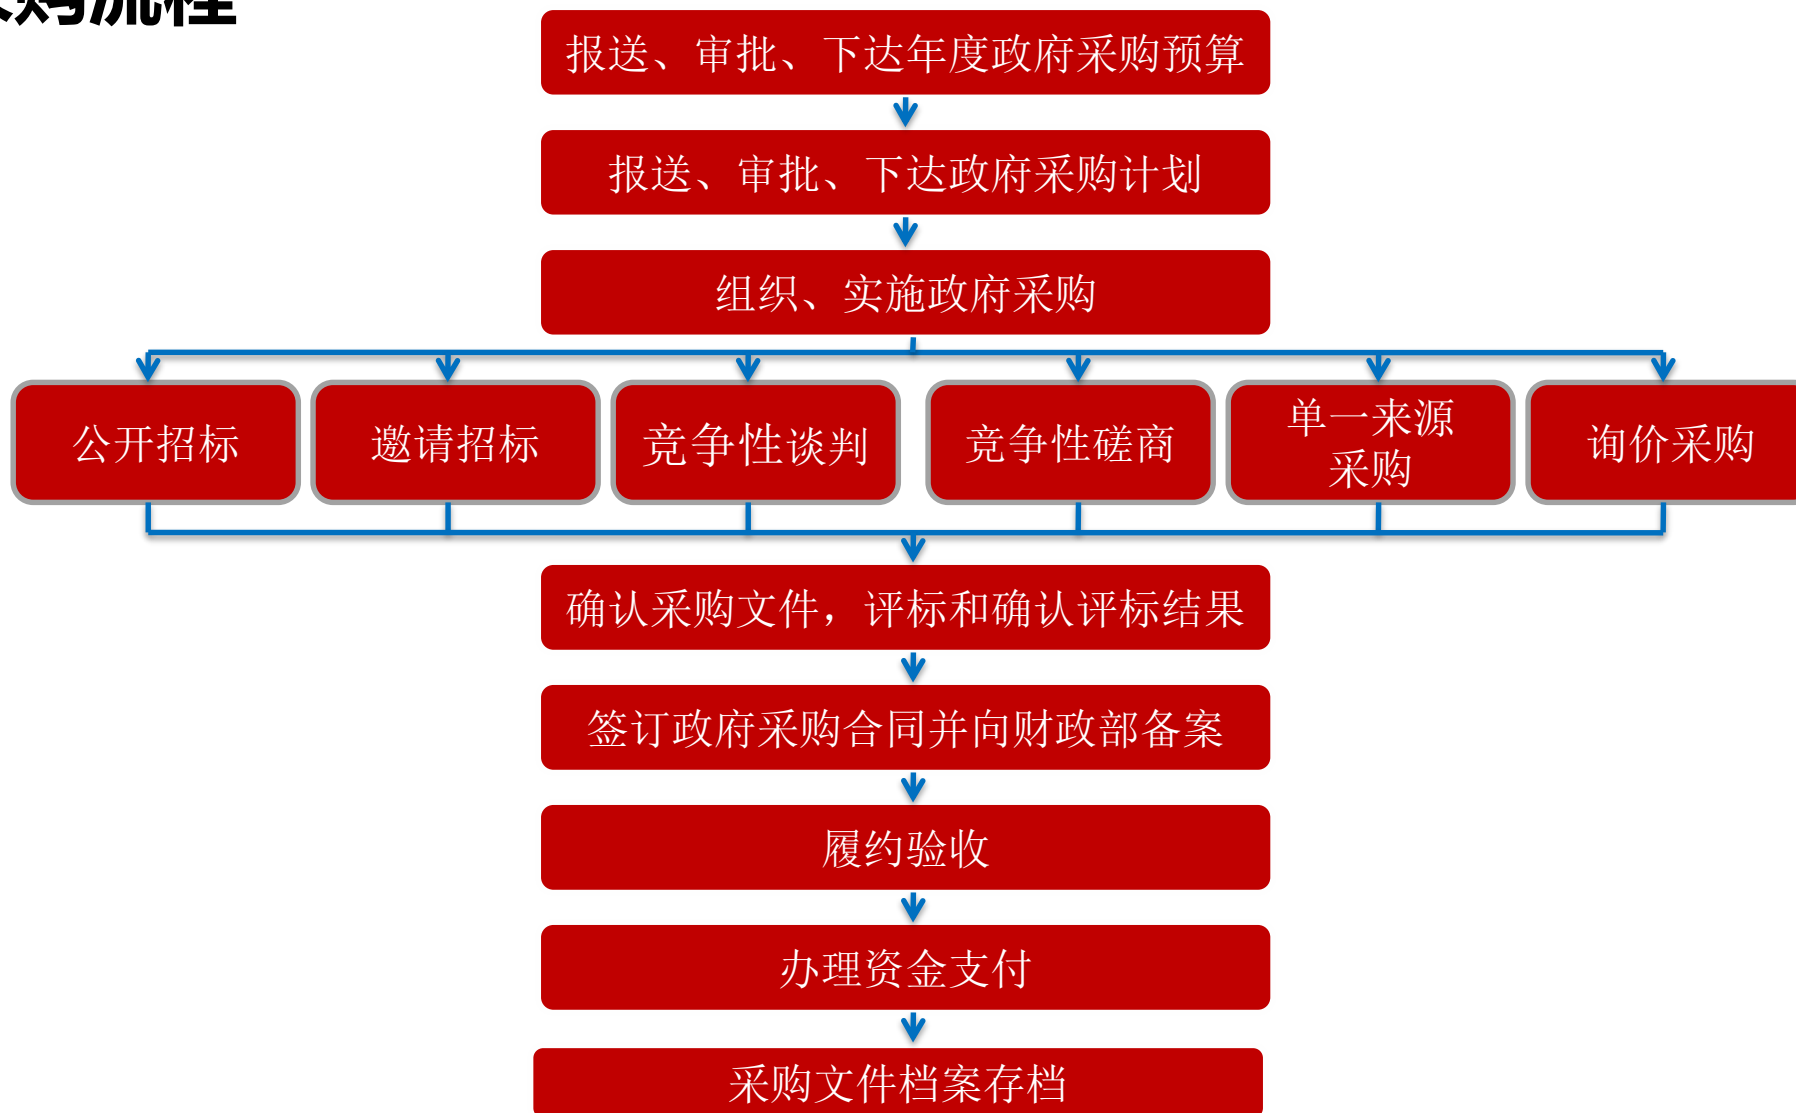 采购流程
报送、审批、下达年度政府采购预算
报送、审批、下达政府采购计划
组织、实施政府采购
公开招标
邀请招标
竞争性谈判
竞争性磋商
单一来源
采购
询价采购
确认采购文件，评标和确认评标结果
签订政府采购合同并向财政部备案
履约验收
办理资金支付
采购文件档案存档